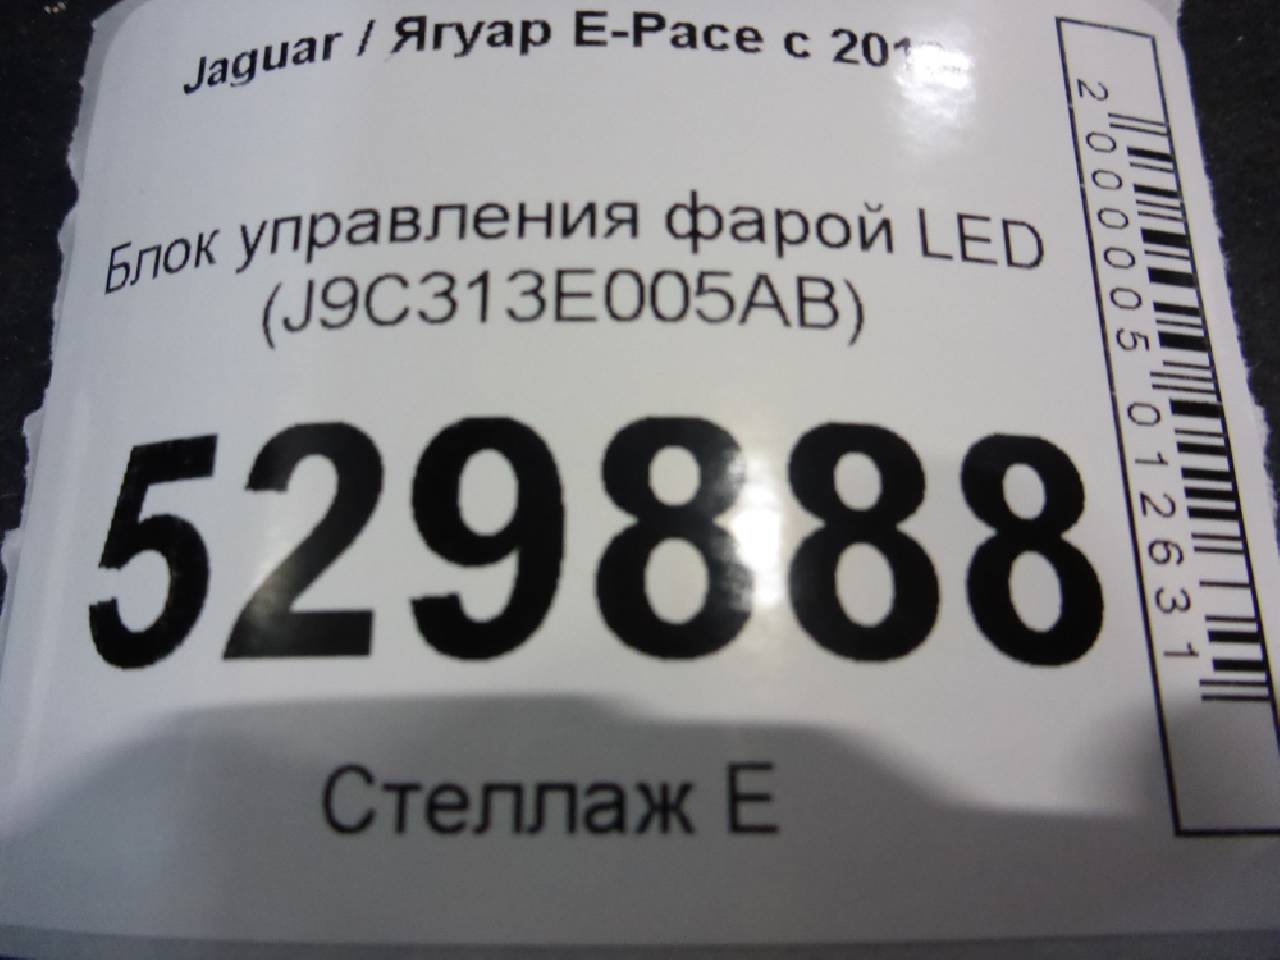 Jaguar / Ягуар E-Pace с
Блок управления фарой LED
(J9C313E005AB)
529888
Стеллаж E
2000005012631